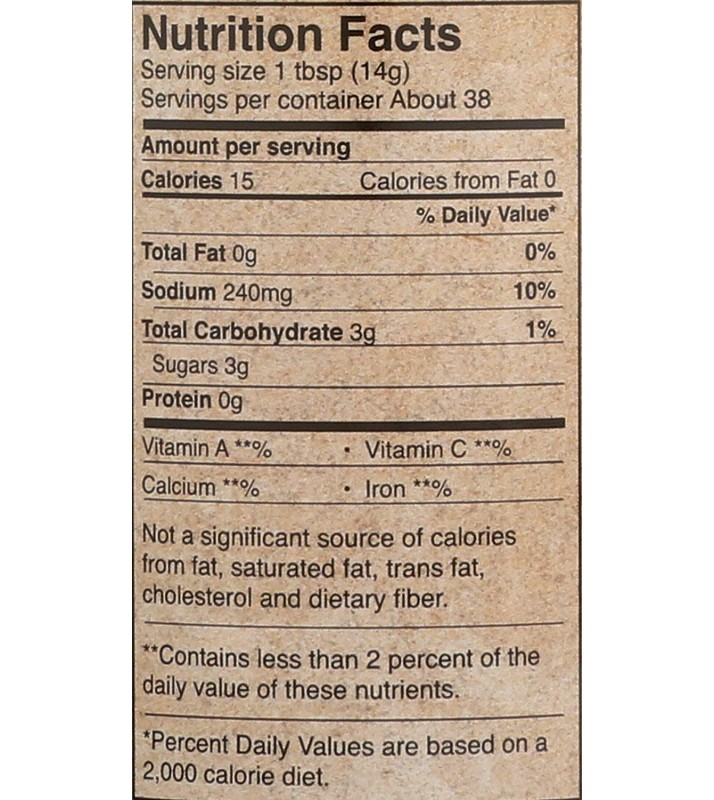 Nutrition Facts
Serving size 1 tbsp (14g)
Servings per container About 38
Amount per serving
Calories 15 Calories from Fat 0
% Daily Value*
Total Fat 0g 0%
Sodium 240mg 10%
Total Carbohydrate 3g 1%
Sugars 3g
Protein 0g
Vitamin A **% • Vitamin C **%
Calcium **% • Iron **%
Not a significant source of calories
from fat, saturated fat, trans fat,
cholesterol and dietary fiber.
**Contains less than 2 percent of the
daily value of these nutrients.
*Percent Daily Values are based on a
2,000 calorie diet.